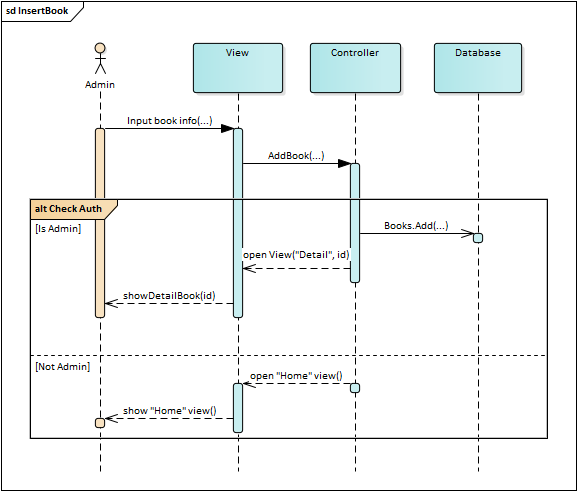 sd InsertBook
View
Controller
Database
Admin
Input book info(...)
AddBook(...)
alt Check Auth
[Is Admin]
Books.Add(...)
open View("Detail", id)
showDetailBook(id)
[Not Admin]
open "Home" view()
show "Home" view()